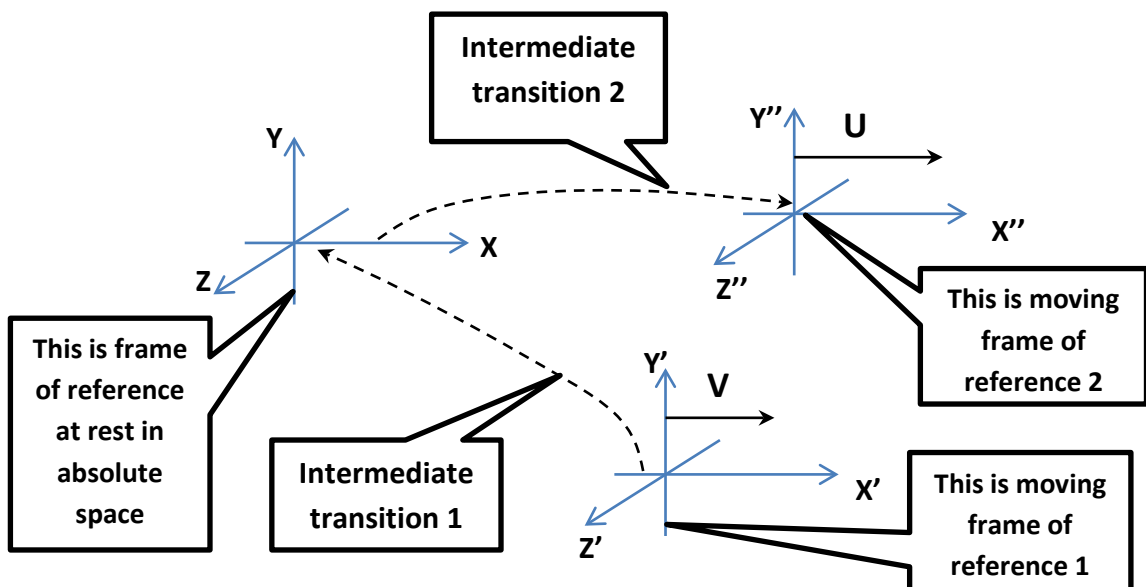 Intermediate
transition 2
Y
X
Z
This is frame
of reference
at rest in
absolute
space
Y’’
U
X’’
Z’’
This is moving
frame of
reference 2
Intermediate
transition 1
Y’
V
X’
Z’
This is moving
frame of
reference 1